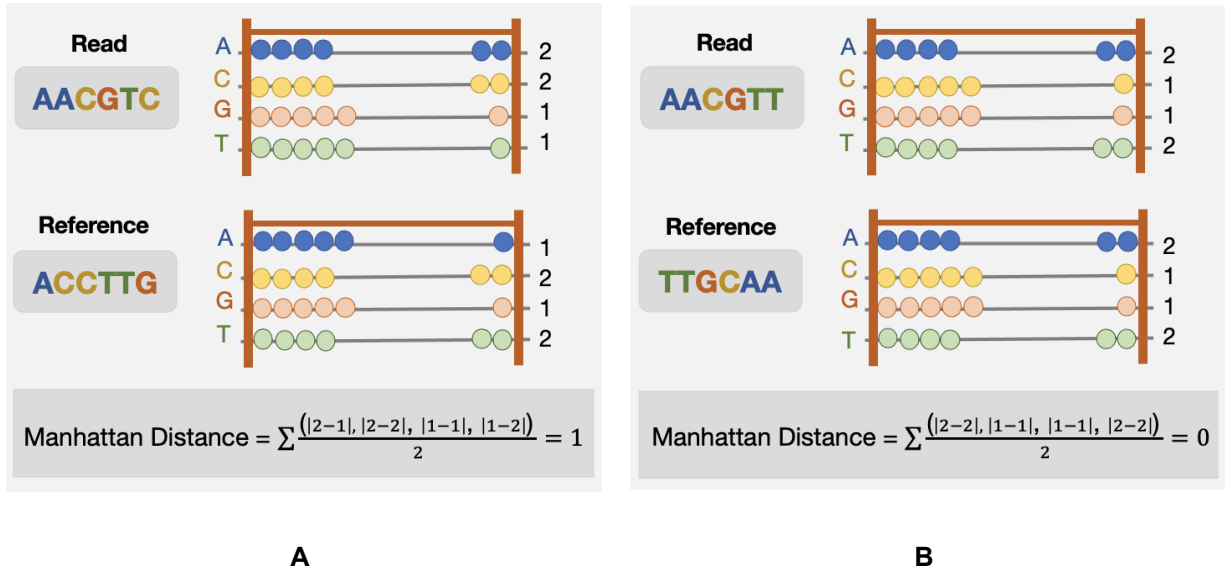 Read
AACGTC
A 2
C 2
G 1
T 1
Reference
ACCTTG
A 1
C 2
G 1
T 2
Manhattan Distance = ∑ (|2−1|, |2−2|, |1−1|, |1−2|) / 2 = 1
A
Read
AACGTT
A 2
C 1
G 1
T 2
Reference
TTGCAA
A 2
C 1
G 1
T 2
Manhattan Distance = ∑ (|2−2|, |1−1|, |1−1|, |2−2|) / 2 = 0
B